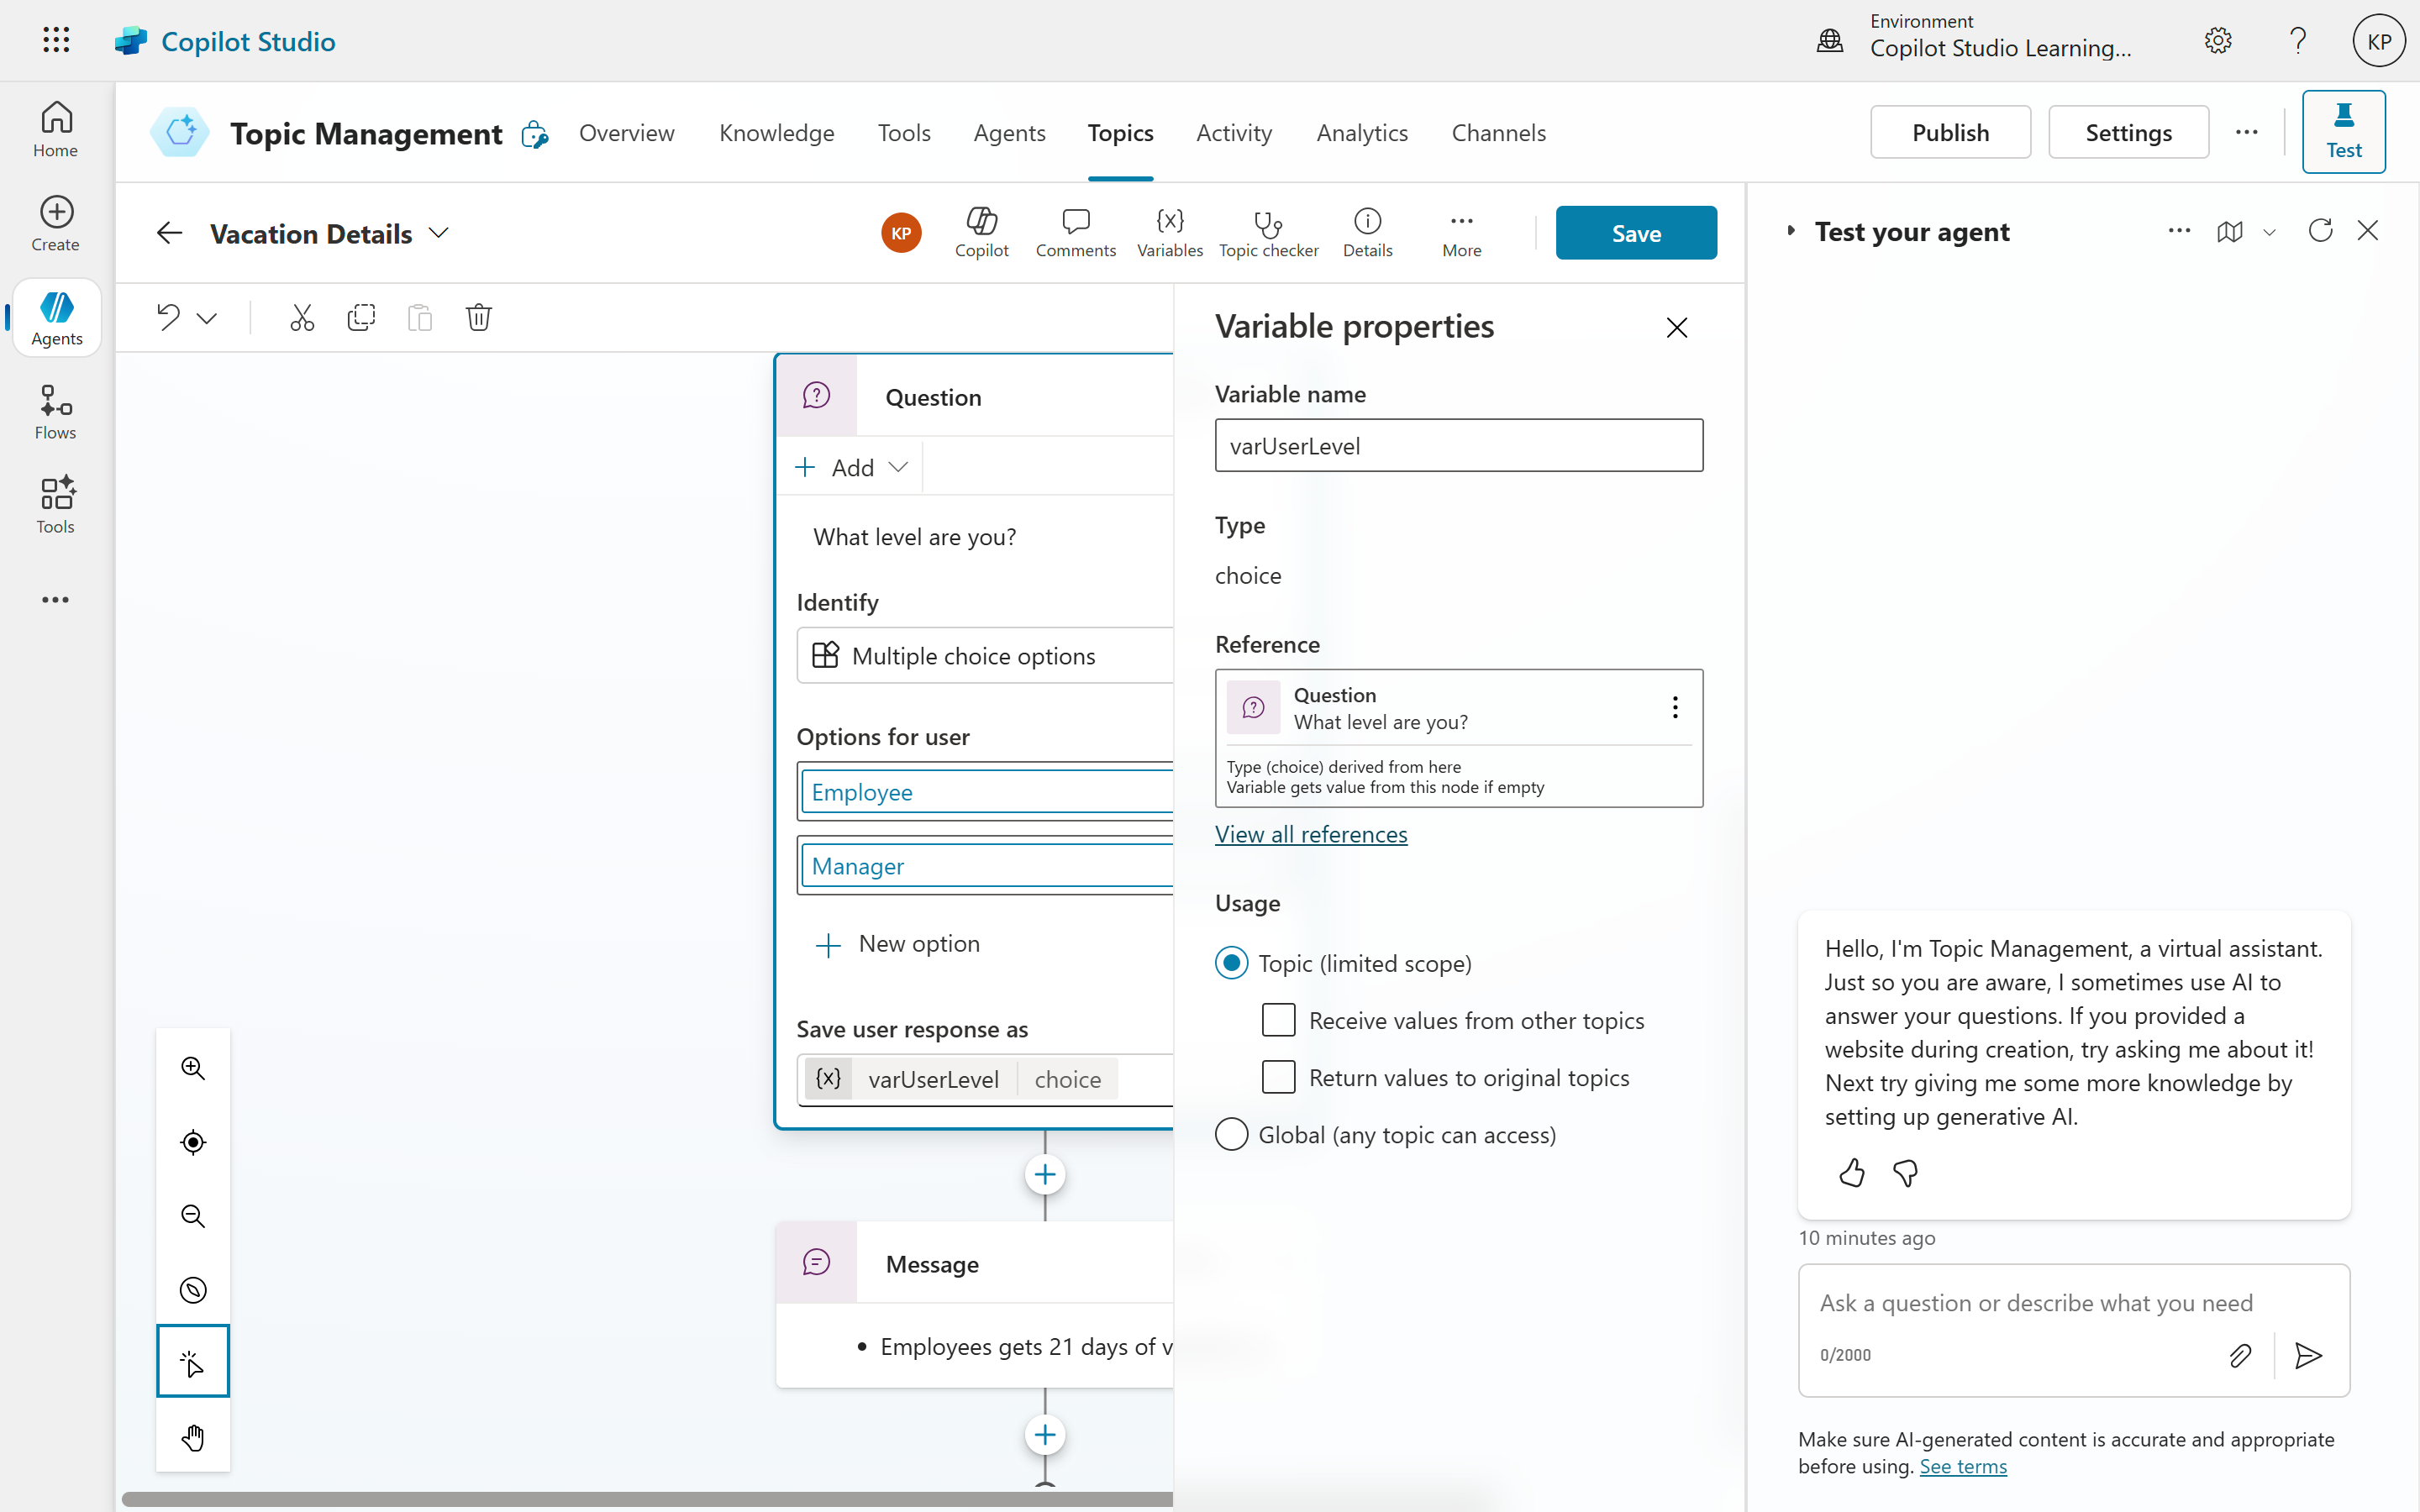 Copilot Studio
Environment
Copilot Studio Learning...
KP
Home
Create
Agents
Flows
Tools
Topic Management
Overview
Knowledge
Tools
Agents
Topics
Activity
Analytics
Channels
Publish
Settings
Test
Vacation Details
KP
Copilot
Comments
Variables
Topic checker
Details
More
Save
Question
Add
What level are you?
Identify
Multiple choice options
Options for user
Employee
Manager
New option
Save user response as
{x} varUserLevel choice
Message
• Employees gets 21 days of v
Variable properties
Variable name
varUserLevel
Type
choice
Reference
Question
What level are you?
Type (choice) derived from here
Variable gets value from this node if empty
View all references
Usage
Topic (limited scope)
Receive values from other topics
Return values to original topics
Global (any topic can access)
Test your agent
Hello, I'm Topic Management, a virtual assistant.
Just so you are aware, I sometimes use AI to
answer your questions. If you provided a
website during creation, try asking me about it!
Next try giving me some more knowledge by
setting up generative AI.
10 minutes ago
Ask a question or describe what you need
0/2000
Make sure AI-generated content is accurate and appropriate
before using. See terms